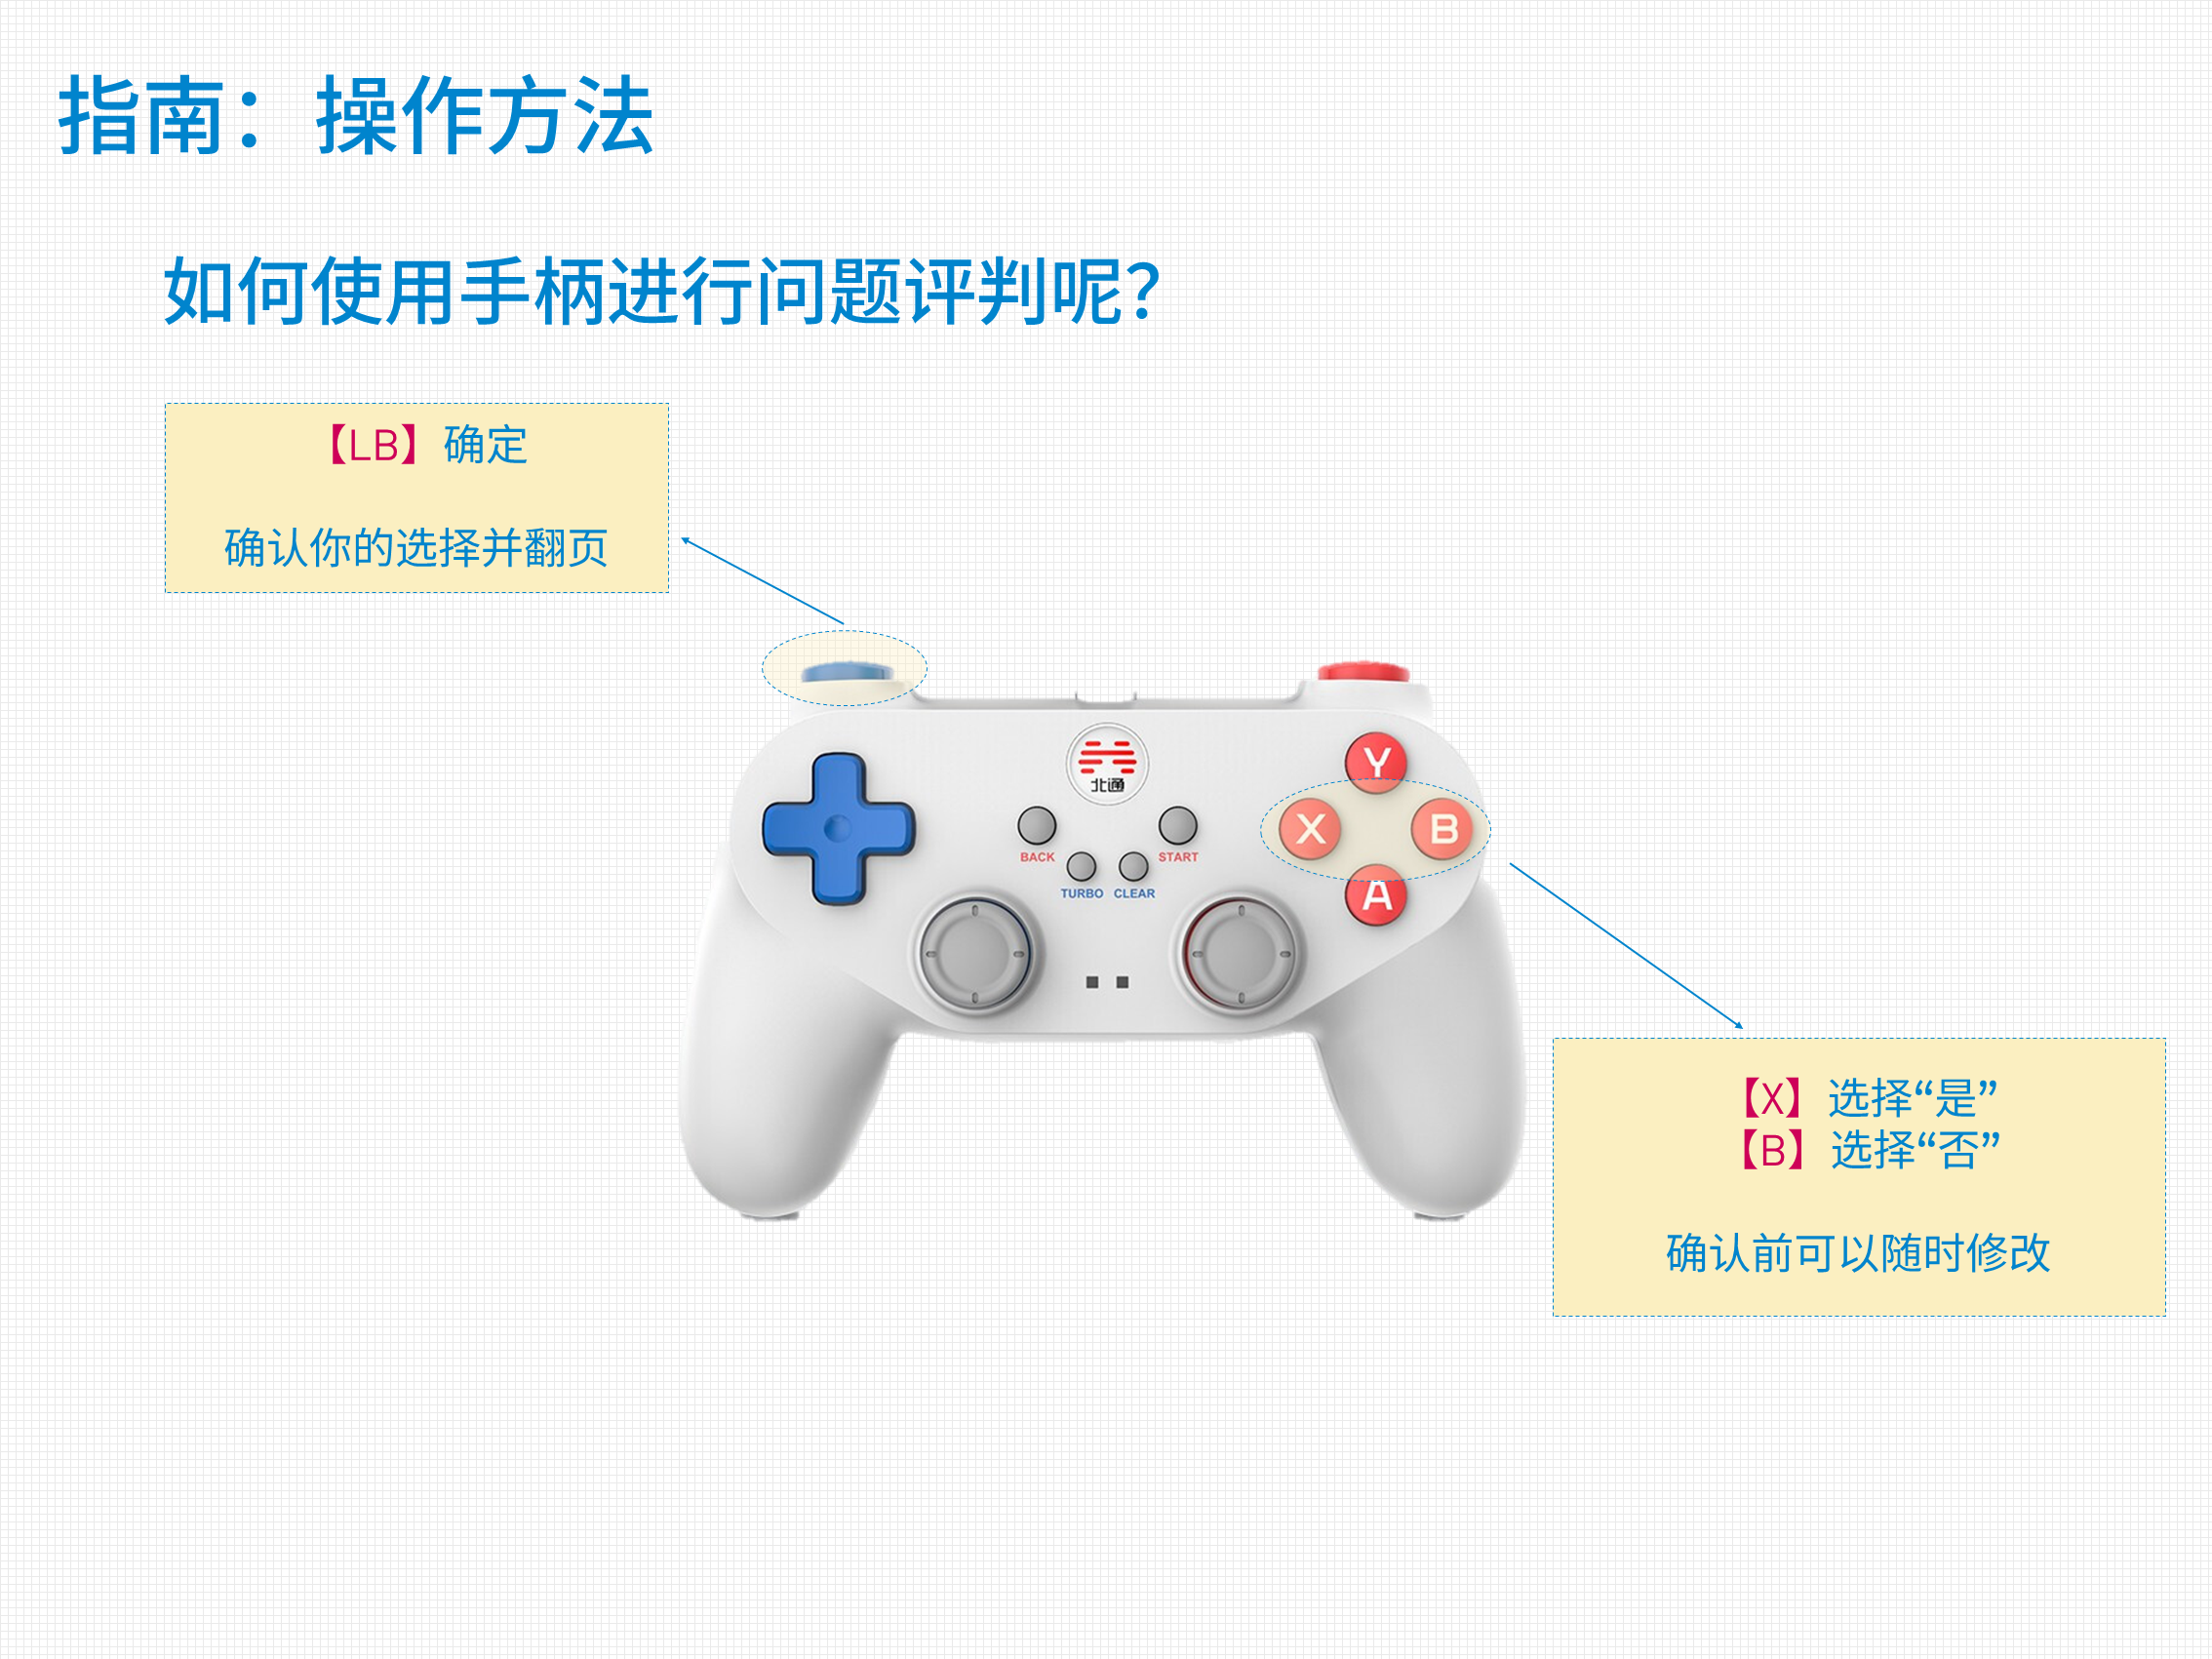 指南：操作方法
如何使用手柄进行问题评判呢？
【LB】确定
确认你的选择并翻页
北通
Y
X
B
A
BACK
START
TURBO
CLEAR
【X】选择“是”
【B】选择“否”
确认前可以随时修改